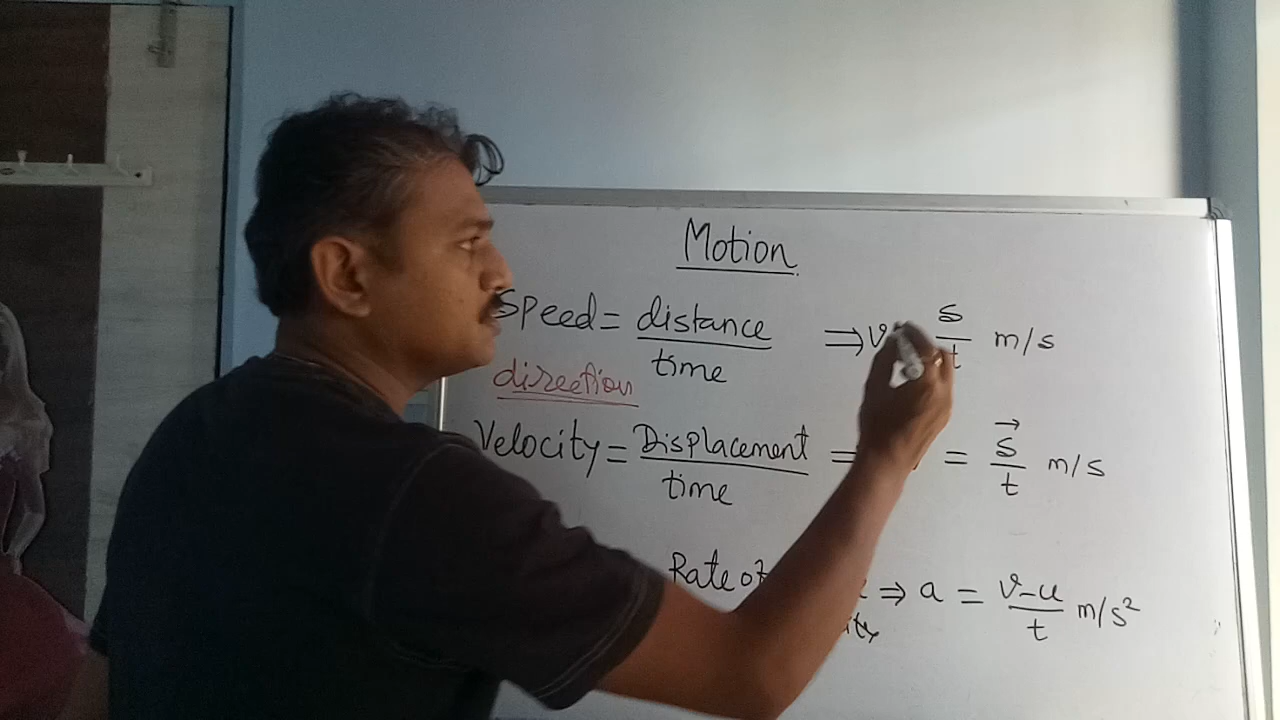 Motion
Speed = distance / time ⇒ v s / t m/s
direction
Velocity = Displacement / time = = s⃗ / t m/s
Rate of ⇒ a = v-u / t m/s²